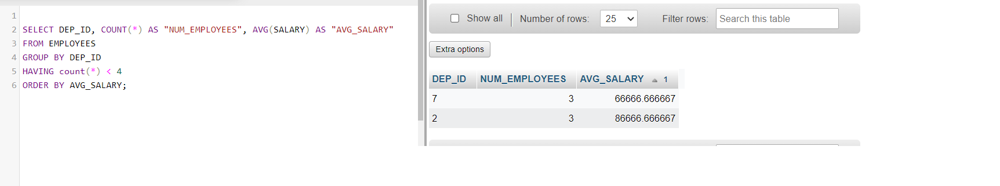 1
2 SELECT DEP_ID, COUNT(*) AS "NUM_EMPLOYEES", AVG(SALARY) AS "AVG_SALARY"
3 FROM EMPLOYEES
4 GROUP BY DEP_ID
5 HAVING count(*) < 4
6 ORDER BY AVG_SALARY;
Show all Number of rows: 25 Filter rows: Search this table
Extra options
DEP_ID NUM_EMPLOYEES AVG_SALARY 1
7 3 66666.666667
2 3 86666.666667